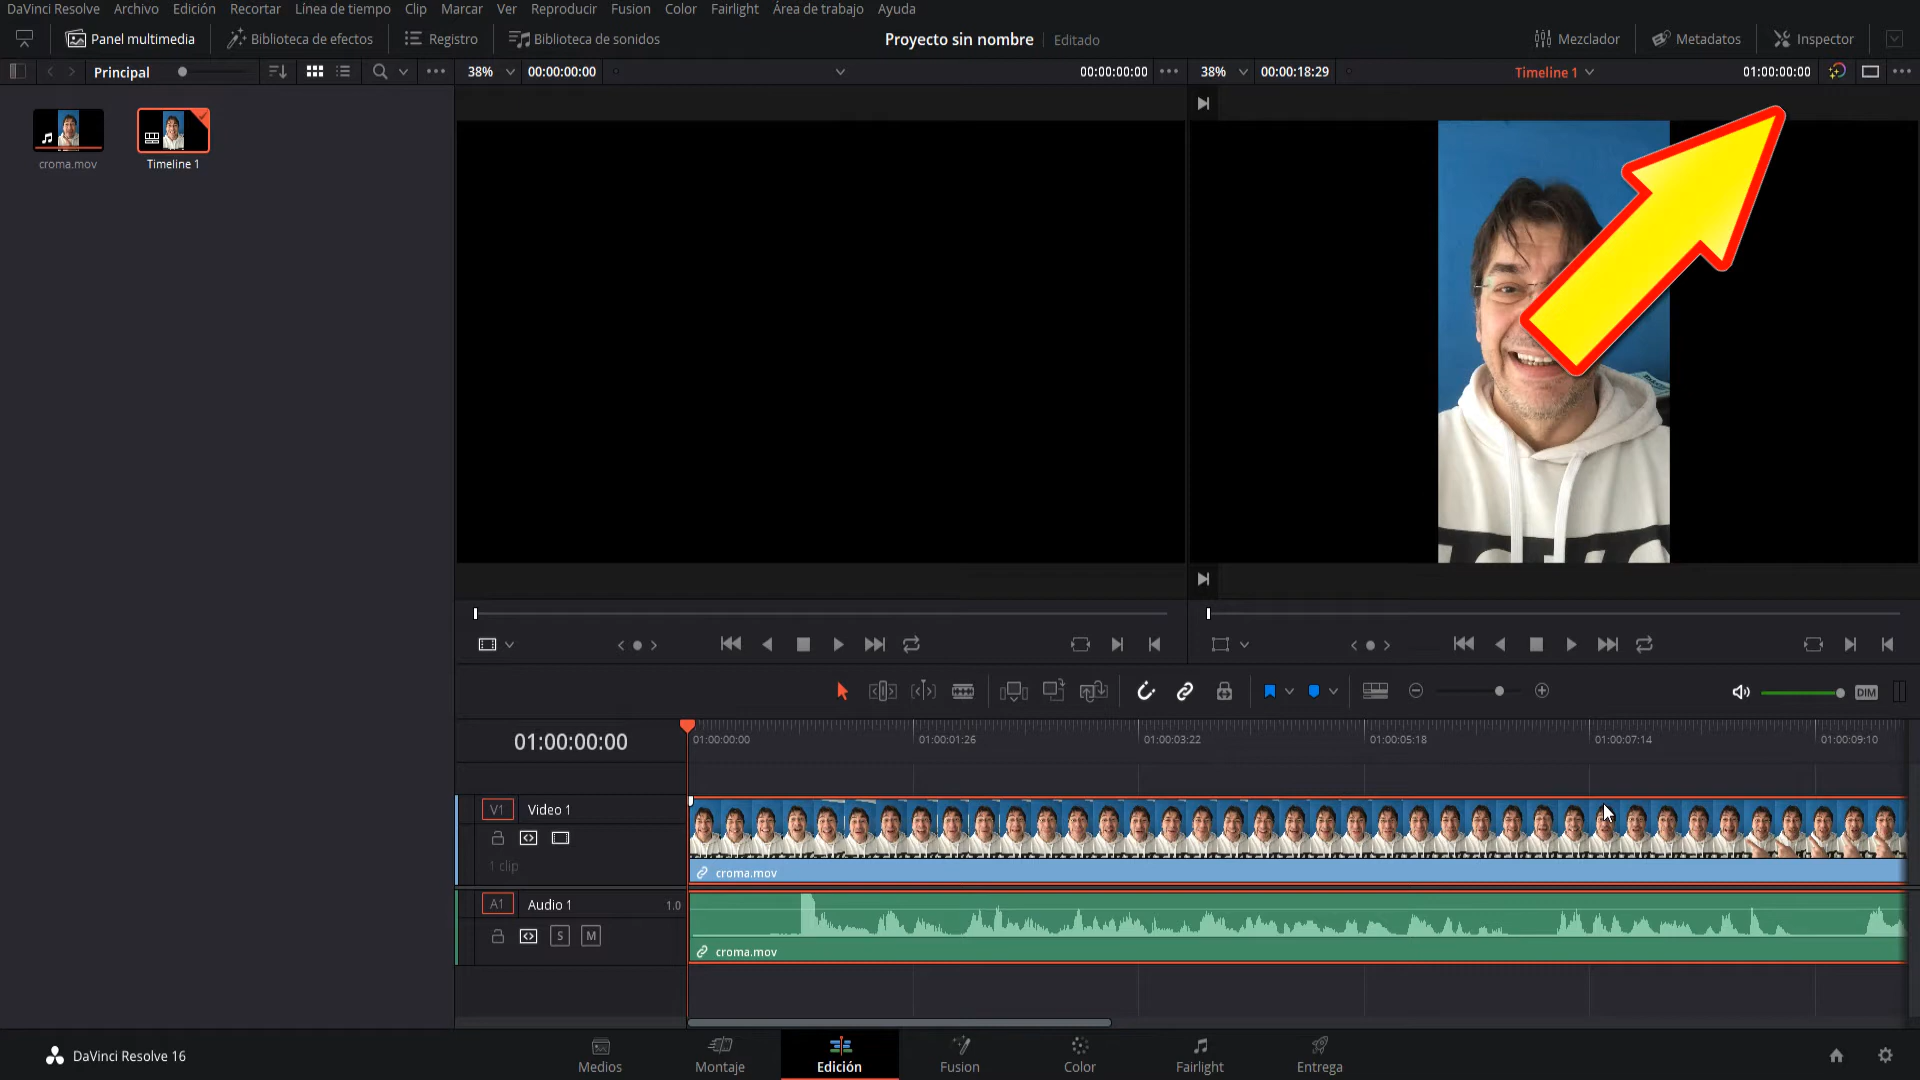 DaVinci Resolve Archivo Edición Recortar Línea de tiempo Clip Marcar Ver Reproducir Fusion Color Fairlight Área de trabajo Ayuda
Panel multimedia Biblioteca de efectos Registro Biblioteca de sonidos Proyecto sin nombre Editado Mezclador Metadatos Inspector
Principal 38% 00:00:00:00 00:00:00:00 38% 00:00:18:29 Timeline 1 01:00:00:00
croma.mov Timeline 1
DIM
01:00:00:00 01:00:00:00 01:00:01:26 01:00:03:22 01:00:05:18 01:00:07:14 01:00:09:10
V1 Video 1
1 clip
croma.mov
A1 Audio 1 1.0
S M
croma.mov
DaVinci Resolve 16 Medios Montaje Edición Fusion Color Fairlight Entrega